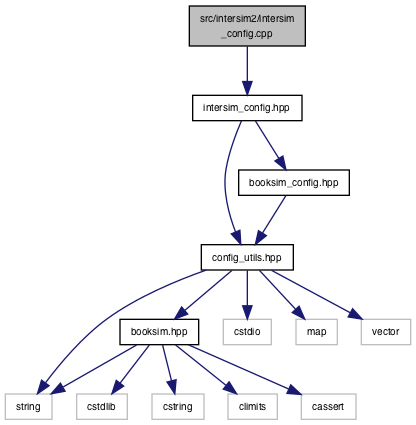 src/intersim2/intersim
_config.cpp
intersim_config.hpp
booksim_config.hpp
config_utils.hpp
booksim.hpp
cstdio
map
vector
string
cstdlib
cstring
climits
cassert